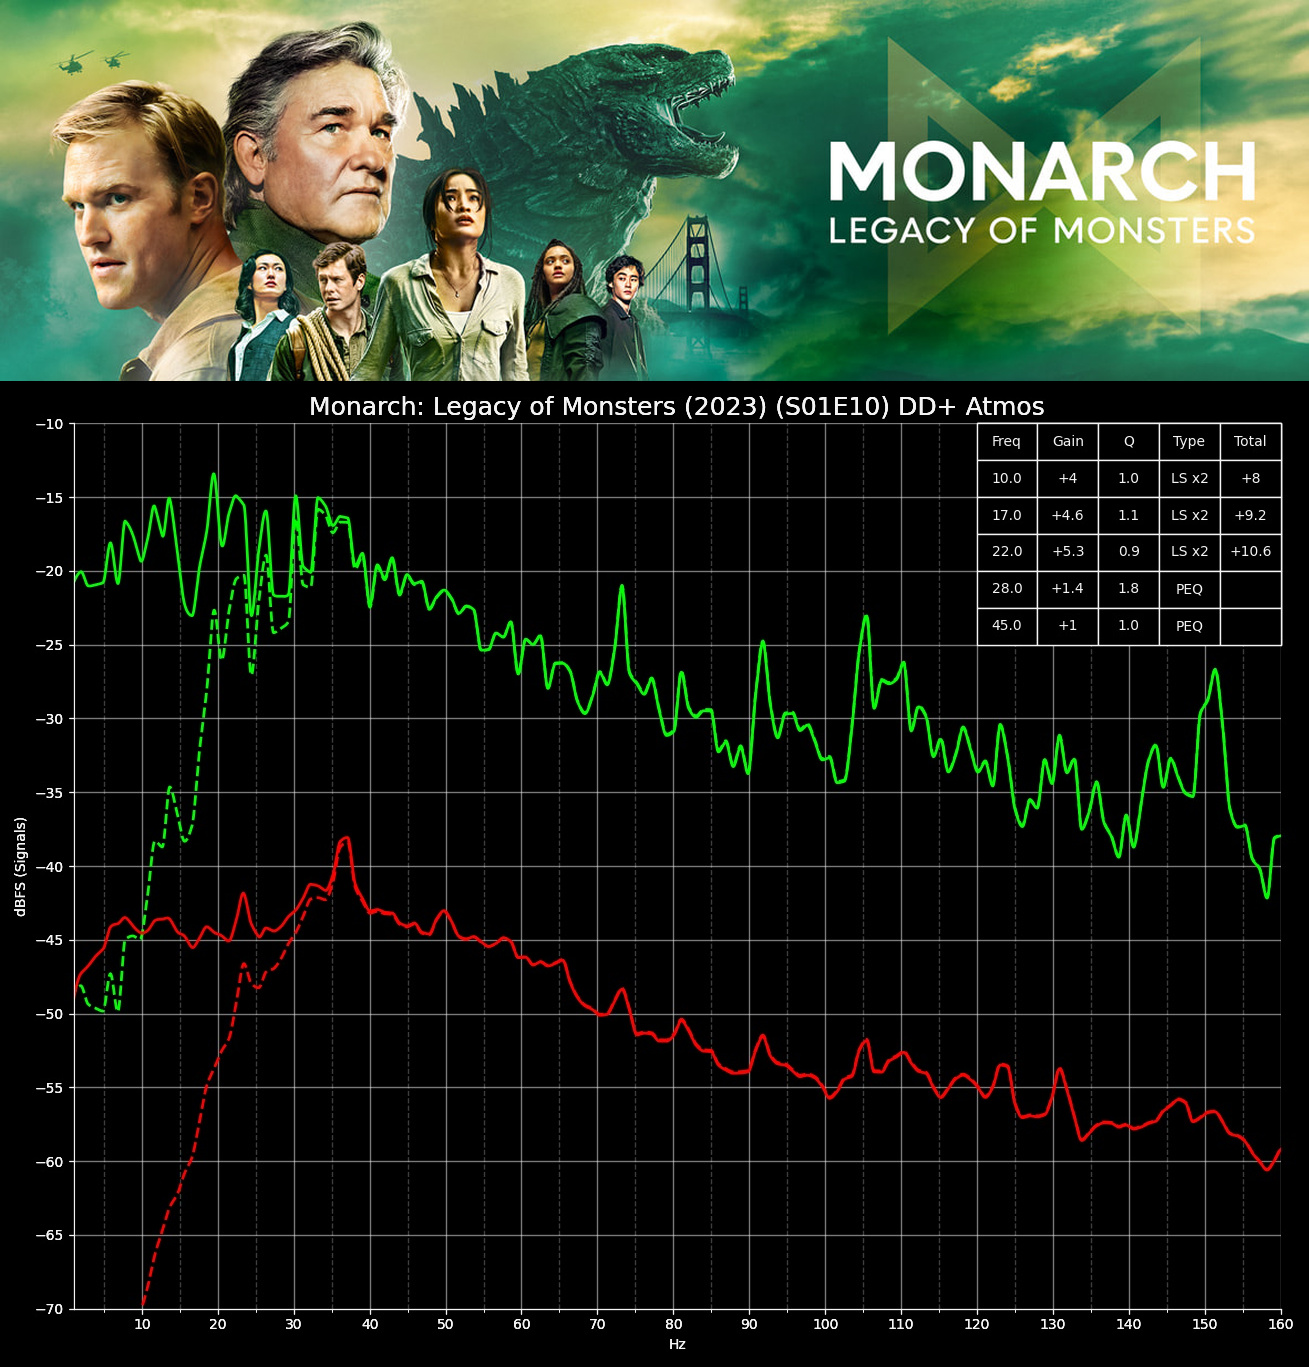 MONARCH
LEGACY OF MONSTERS
Monarch: Legacy of Monsters (2023) (S01E10) DD+ Atmos
Freq Gain Q Type Total
10.0 +4 1.0 LS x2 +8
17.0 +4.6 1.1 LS x2 +9.2
22.0 +5.3 0.9 LS x2 +10.6
28.0 +1.4 1.8 PEQ
45.0 +1 1.0 PEQ
−10
−15
−20
−25
−30
−35
−40
−45
−50
−55
−60
−65
−70
dBFS (Signals)
10 20 30 40 50 60 70 80 90 100 110 120 130 140 150 160
Hz